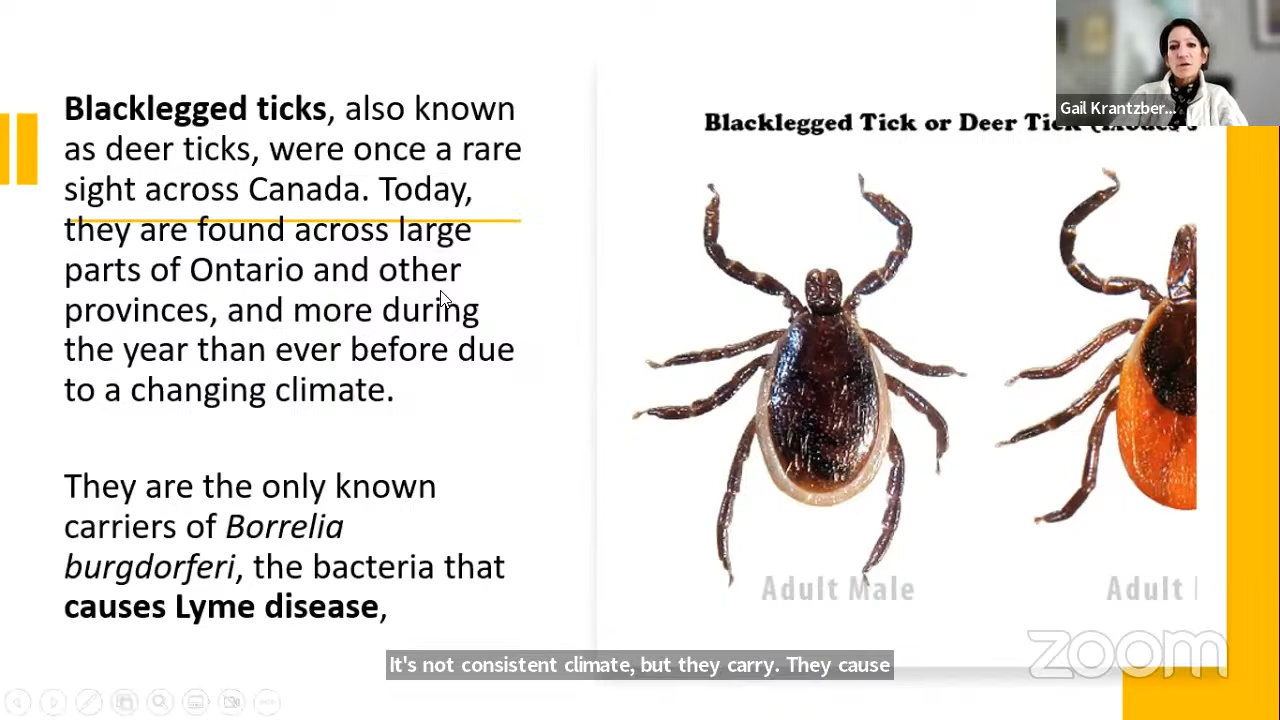 Gail Krantzber...
Blacklegged ticks, also known
as deer ticks, were once a rare
sight across Canada. Today,
they are found across large
parts of Ontario and other
provinces, and more during
the year than ever before due
to a changing climate.
They are the only known
carriers of Borrelia
burgdorferi, the bacteria that
causes Lyme disease,
Blacklegged Tick or Deer Tick
Adult Male
Adult
It's not consistent climate, but they carry. They cause
zoom